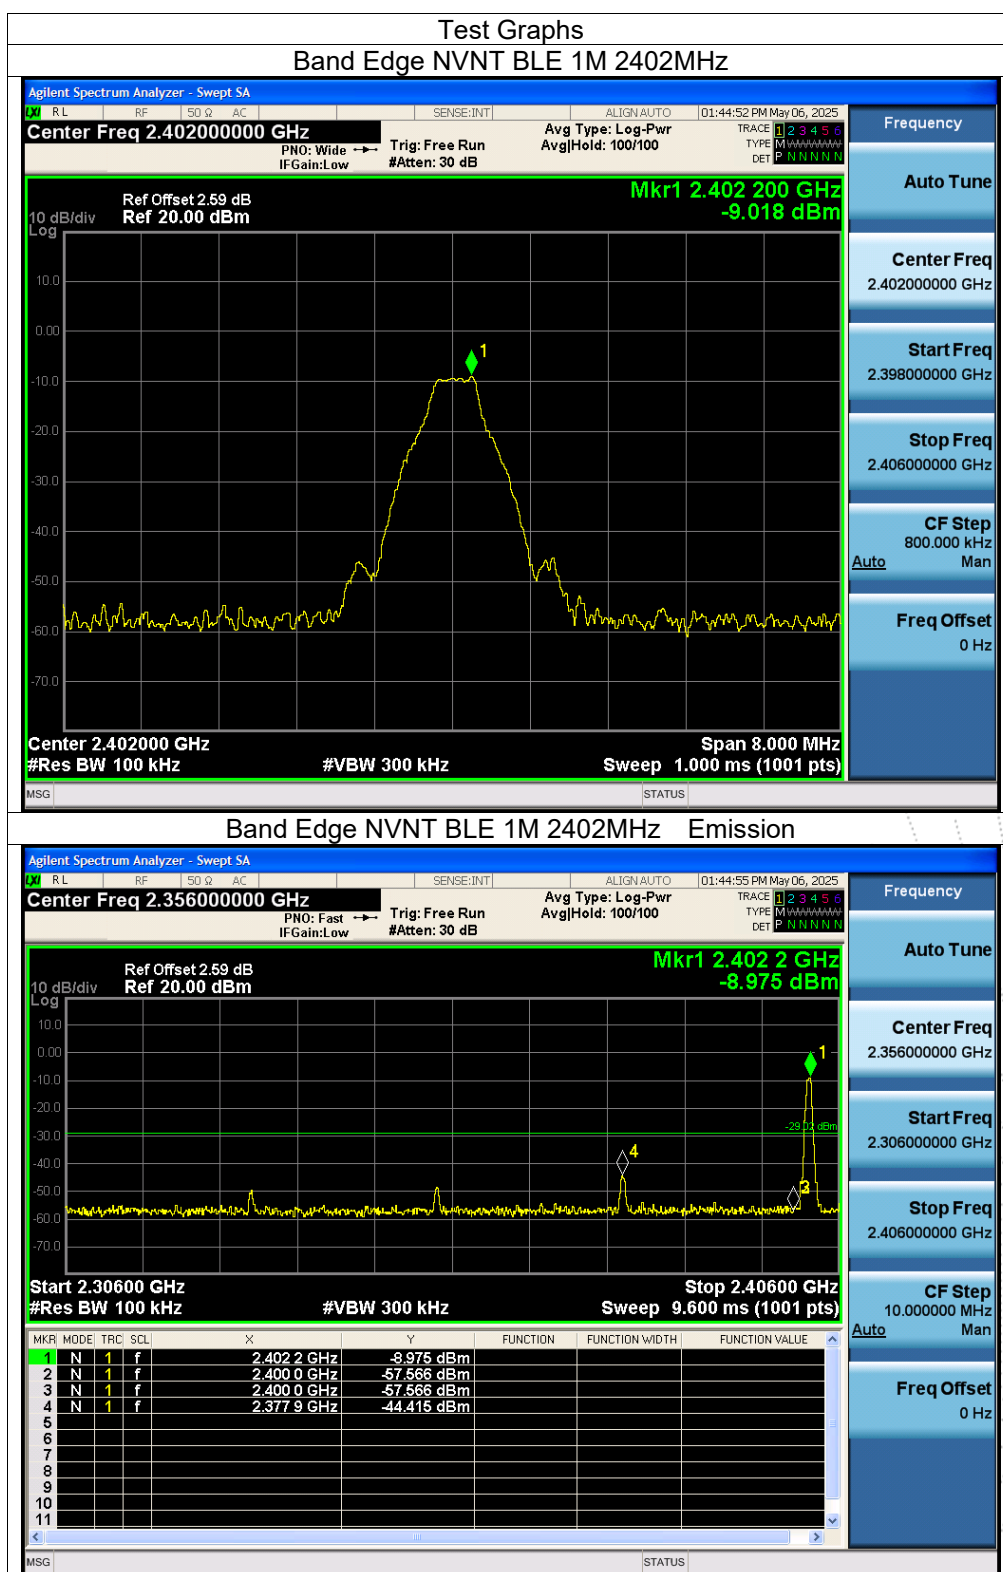 Test Graphs
Band Edge NVNT BLE 1M 2402MHz
Agilent Spectrum Analyzer - Swept SA
LXI RL RF 50 Ω AC SENSE:INT ALIGN AUTO 01:44:52 PM May 06, 2025
Center Freq 2.402000000 GHz
PNO: Wide
IFGain:Low
Trig: Free Run
#Atten: 30 dB
Avg Type: Log-Pwr
Avg|Hold: 100/100
TRACE 1 2 3 4 5 6
TYPE M
DET P N N N N N
Frequency
Auto Tune
Center Freq
2.402000000 GHz
Start Freq
2.398000000 GHz
Stop Freq
2.406000000 GHz
CF Step
800.000 kHz
Auto Man
Freq Offset
0 Hz
Mkr1 2.402 200 GHz
-9.018 dBm
Ref Offset 2.59 dB
10 dB/div Ref 20.00 dBm
Log
10.0
0.00
1
-10.0
-20.0
-30.0
-40.0
-50.0
-60.0
-70.0
Center 2.402000 GHz Span 8.000 MHz
#Res BW 100 kHz #VBW 300 kHz Sweep 1.000 ms (1001 pts)
MSG STATUS
Band Edge NVNT BLE 1M 2402MHz Emission
Agilent Spectrum Analyzer - Swept SA
LXI RL RF 50 Ω AC SENSE:INT ALIGN AUTO 01:44:55 PM May 06, 2025
Center Freq 2.356000000 GHz
PNO: Fast
IFGain:Low
Trig: Free Run
#Atten: 30 dB
Avg Type: Log-Pwr
Avg|Hold: 100/100
TRACE 1 2 3 4 5 6
TYPE M
DET P N N N N N
Frequency
Auto Tune
Center Freq
2.356000000 GHz
Start Freq
2.306000000 GHz
Stop Freq
2.406000000 GHz
CF Step
10.000000 MHz
Auto Man
Freq Offset
0 Hz
Mkr1 2.402 2 GHz
-8.975 dBm
Ref Offset 2.59 dB
10 dB/div Ref 20.00 dBm
Log
10.0
0.00
1
-10.0
-20.0
-29.02 dBm
-30.0
4
-40.0
-50.0
3
-60.0
-70.0
Start 2.30600 GHz Stop 2.40600 GHz
#Res BW 100 kHz #VBW 300 kHz Sweep 9.600 ms (1001 pts)
MKR MODE TRC SCL X Y FUNCTION FUNCTION WIDTH FUNCTION VALUE
1 N 1 f 2.402 2 GHz -8.975 dBm
2 N 1 f 2.400 0 GHz -57.566 dBm
3 N 1 f 2.400 0 GHz -57.566 dBm
4 N 1 f 2.377 9 GHz -44.415 dBm
5
6
7
8
9
10
11
MSG STATUS